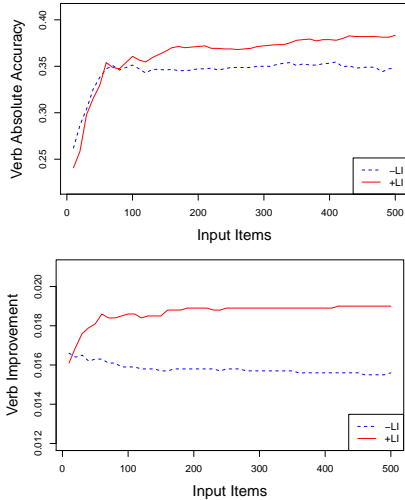 Verb Absolute Accuracy
0.40
0.35
0.30
0.25
0 100 200 300 400 500
Input Items
–LI
+LI
Verb Improvement
0.020
0.018
0.016
0.014
0.012
0 100 200 300 400 500
Input Items
–LI
+LI